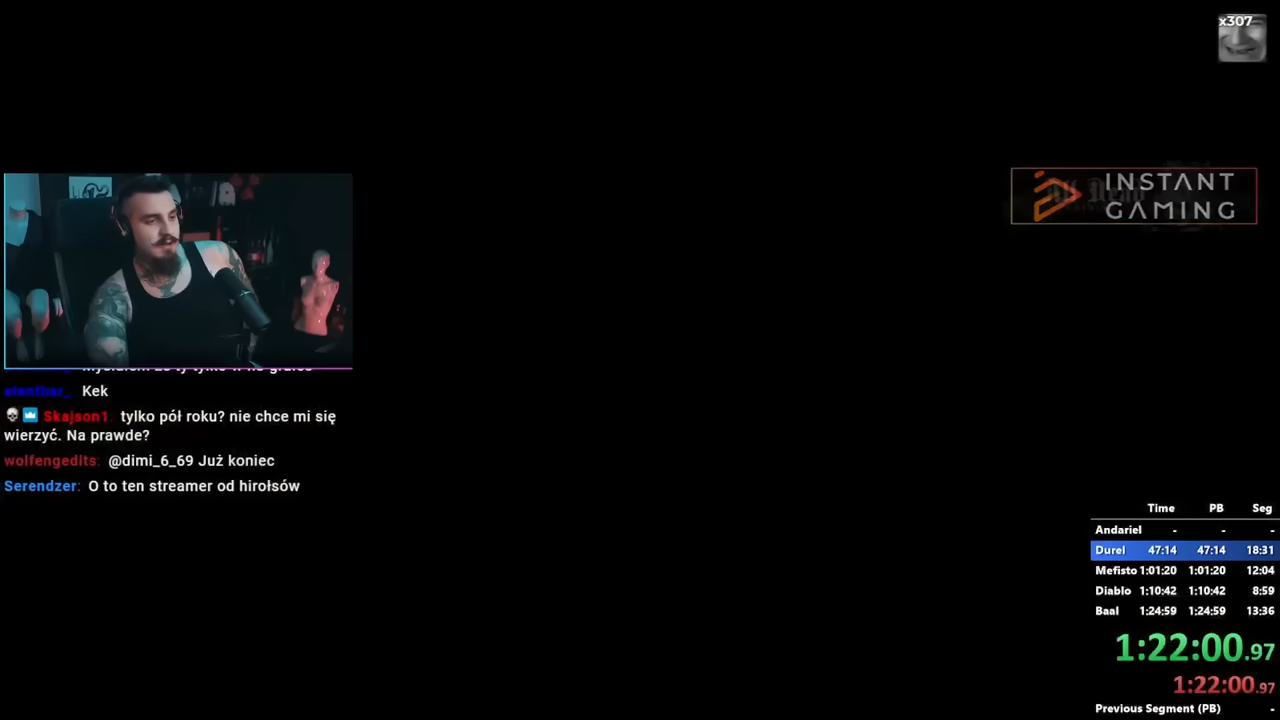 x307
INSTANT
GAMING
Kek
Skajson1 tylko pół roku? nie chce mi się
wierzyć. Na prawde?
wolfengedits: @dimi_6_69 Już koniec
Serendzer: O to ten streamer od hirołsów
Time PB Seg
Andariel - - -
Durel 47:14 47:14 18:31
Mefisto 1:01:20 1:01:20 12:04
Diablo 1:10:42 1:10:42 8:59
Baal 1:24:59 1:24:59 13:36
1:22:00.97
1:22:00.97
Previous Segment (PB) -